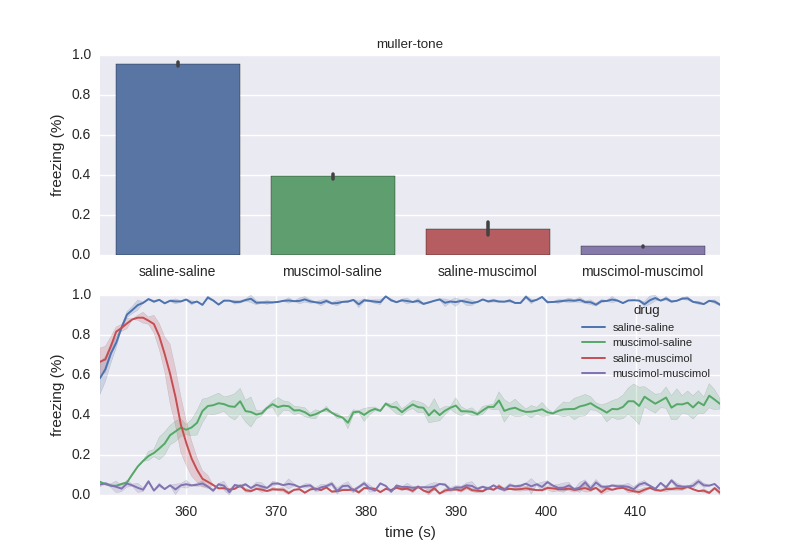 muller-tone
1.0
0.8
0.6
0.4
0.2
0.0
freezing (%)
saline-saline muscimol-saline saline-muscimol muscimol-muscimol
1.0
0.8
0.6
0.4
0.2
0.0
freezing (%)
drug
saline-saline
muscimol-saline
saline-muscimol
muscimol-muscimol
360 370 380 390 400 410
time (s)